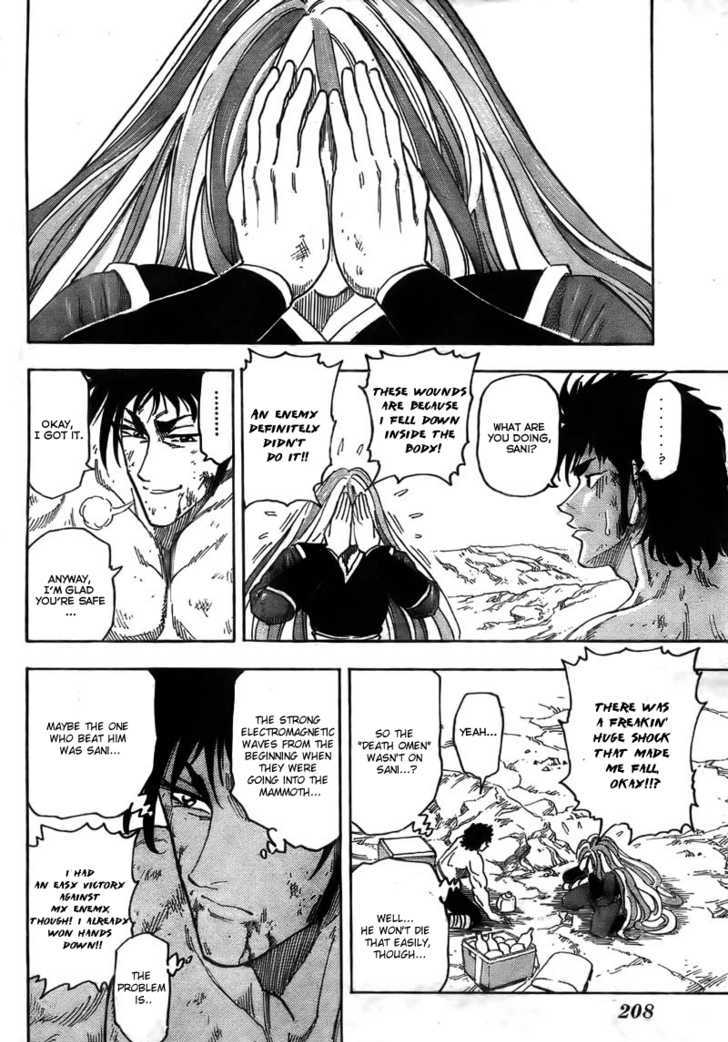 ......
?
WHAT ARE
YOU DOING,
SANI?
THESE WOUNDS
ARE BECAUSE
I FELL DOWN
INSIDE THE
BODY!
AN ENEMY
DEFINITELY
DIDN'T
DO IT!!
.........
OKAY,
I GOT IT.
ANYWAY,
I'M GLAD
YOU'RE SAFE
...
THERE WAS
A FREAKIN'
HUGE SHOCK
THAT MADE
ME FALL,
OKAY!!?
YEAH...
SO THE
"DEATH OMEN"
WASN'T ON
SANI...?
WELL...
HE WON'T DIE
THAT EASILY,
THOUGH...
THE STRONG
ELECTROMAGNETIC
WAVES FROM THE
BEGINNING WHEN
THEY WERE
GOING INTO THE
MAMMOTH...
MAYBE THE ONE
WHO BEAT HIM
WAS SANI...
I HAD
AN EASY VICTORY
AGAINST
MY ENEMY,
THOUGH! I ALREADY
WON HANDS
DOWN!!
THE
PROBLEM
IS..
208